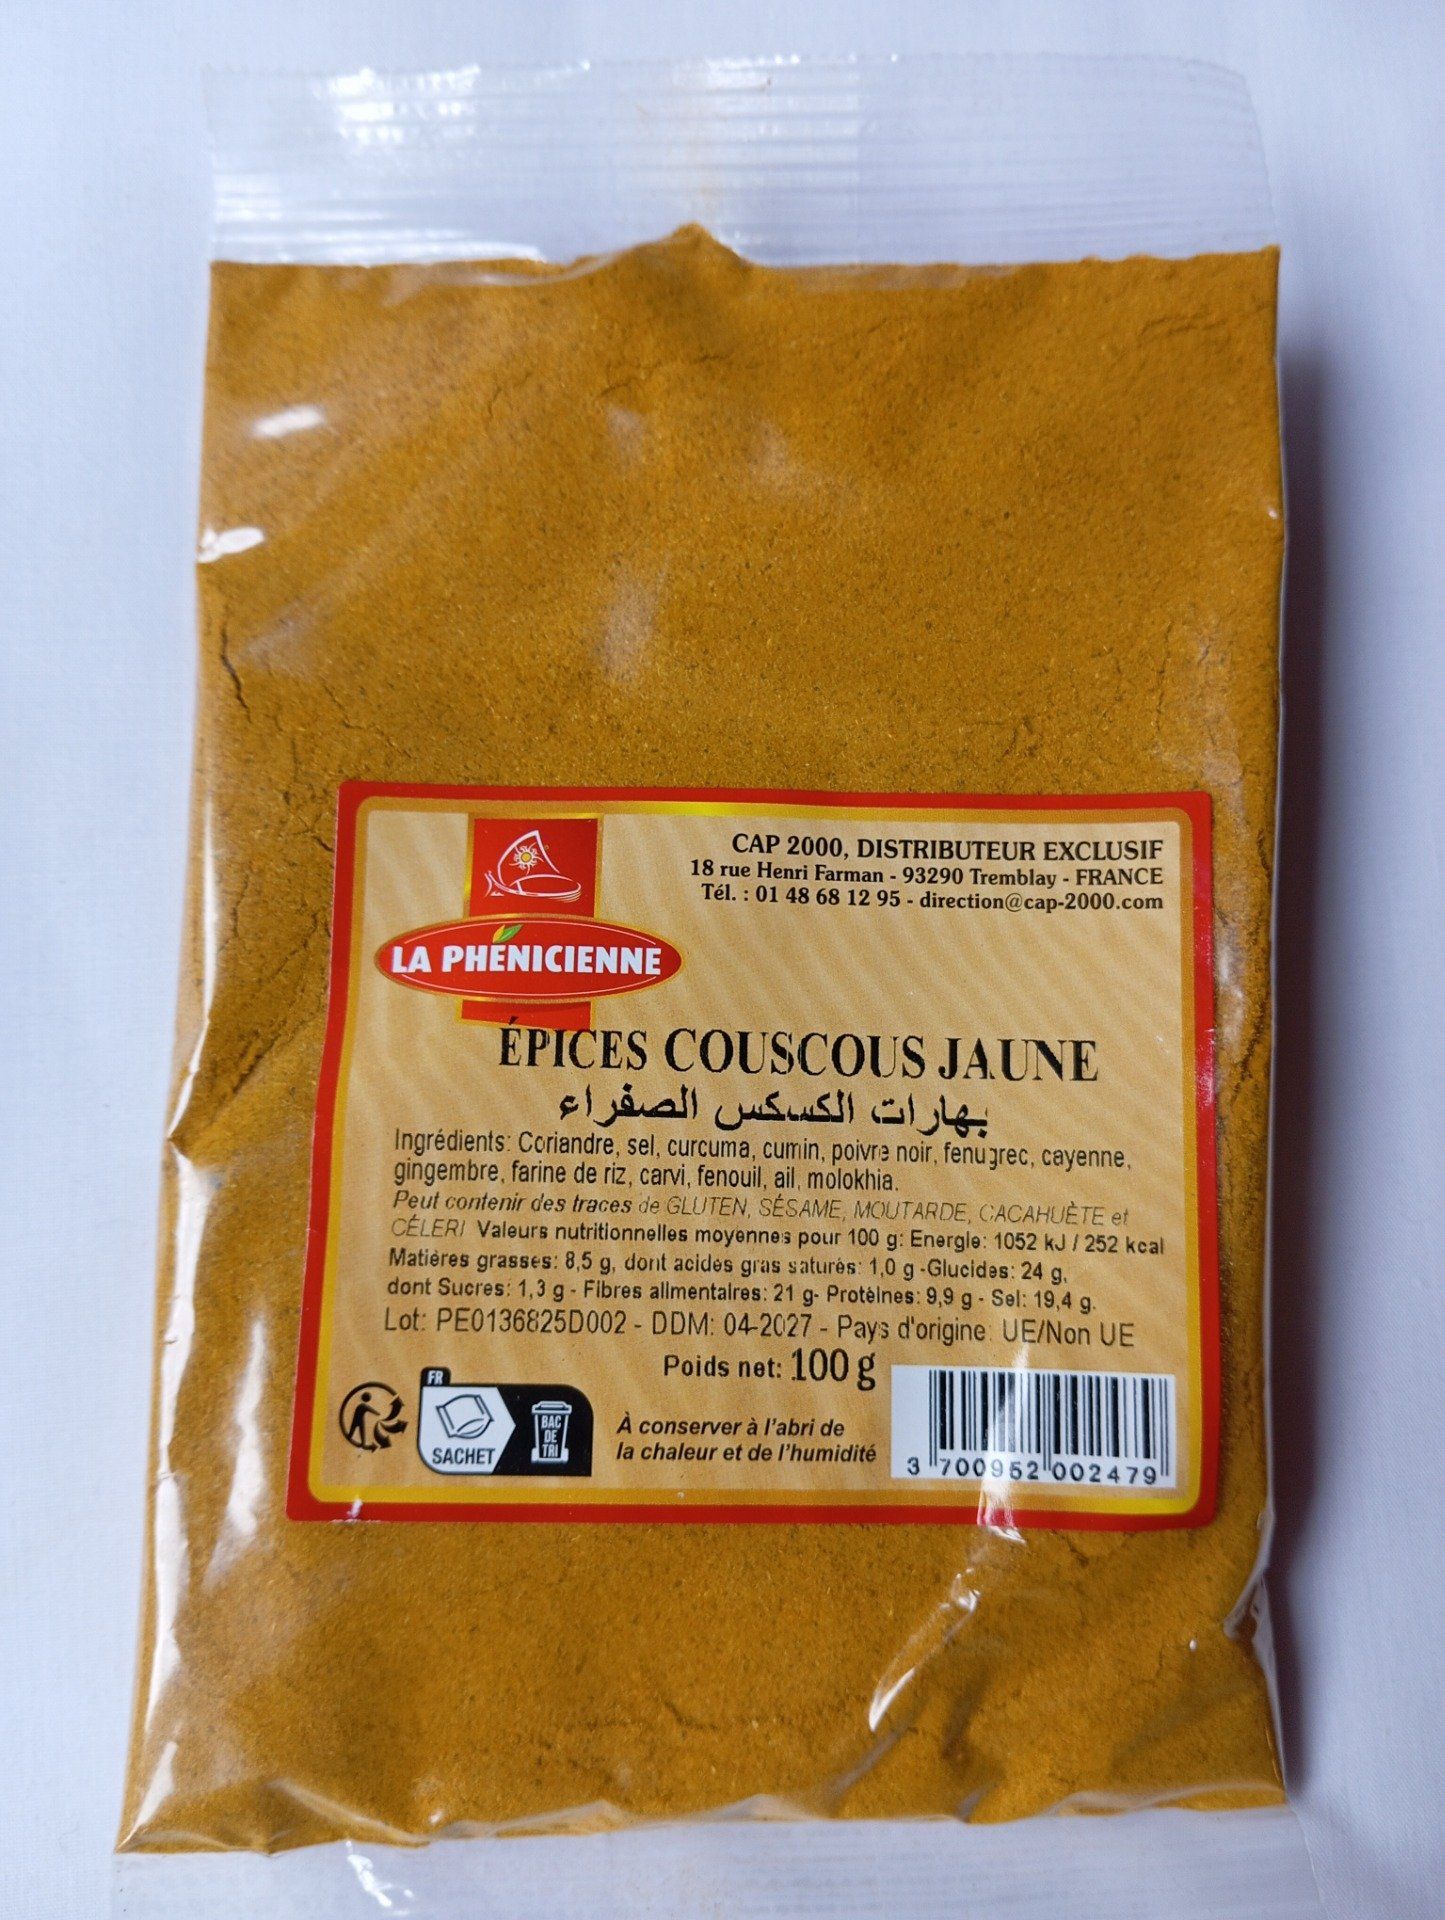 CAP 2000, DISTRIBUTEUR EXCLUSIF
18 rue Henri Farman - 93290 Tremblay - FRANCE
Tél. : 01 48 68 12 95 - direction@cap-2000.com
LA PHÉNICIENNE
ÉPICES COUSCOUS JAUNE
بهارات الكسكس الصفراء
Ingrédients: Coriandre, sel, curcuma, cumin, poivre noir, fenugrec, cayenne,
gingembre, farine de riz, carvi, fenouil, ail, molokhia.
Peut contenir des traces de GLUTEN, SÉSAME, MOUTARDE, CACAHUÈTE et
CÉLERI Valeurs nutritionnelles moyennes pour 100 g: Energie: 1052 kJ / 252 kcal
Matières grasses: 8,5 g, dont acides gras saturés: 1,0 g -Glucides: 24 g,
dont Sucres: 1,3 g - Fibres alimentaires: 21 g- Protèines: 9,9 g - Sel: 19,4 g.
Lot: PE0136825D002 - DDM: 04-2027 - Pays d'origine: UE/Non UE
Poids net: 100 g
FR
SACHET
BAC
DE
TRI
À conserver à l'abri de
la chaleur et de l'humidité
3 700952 002479